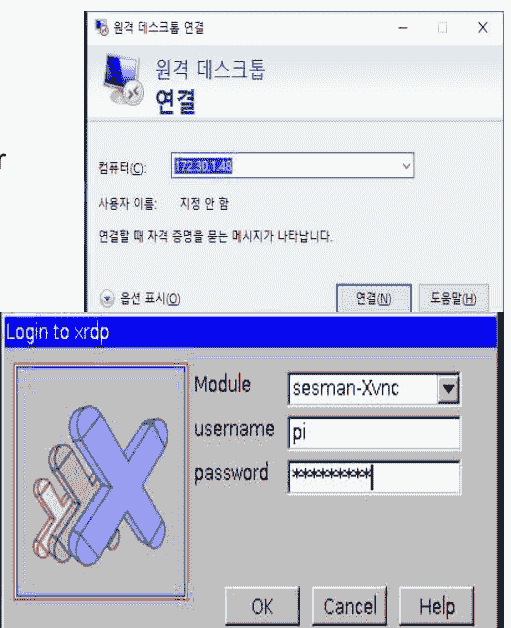 원격 데스크톱 연결
원격 데스크톱
연결
r
컴퓨터(C): 172.30.1.48
사용자 이름: 지정 안 함
연결할 때 자격 증명을 묻는 메시지가 나타납니다.
옵션 표시(O) 연결(N) 도움말(H)
Login to xrdp
Module sesman-Xvnc
username pi
password *********
OK Cancel Help